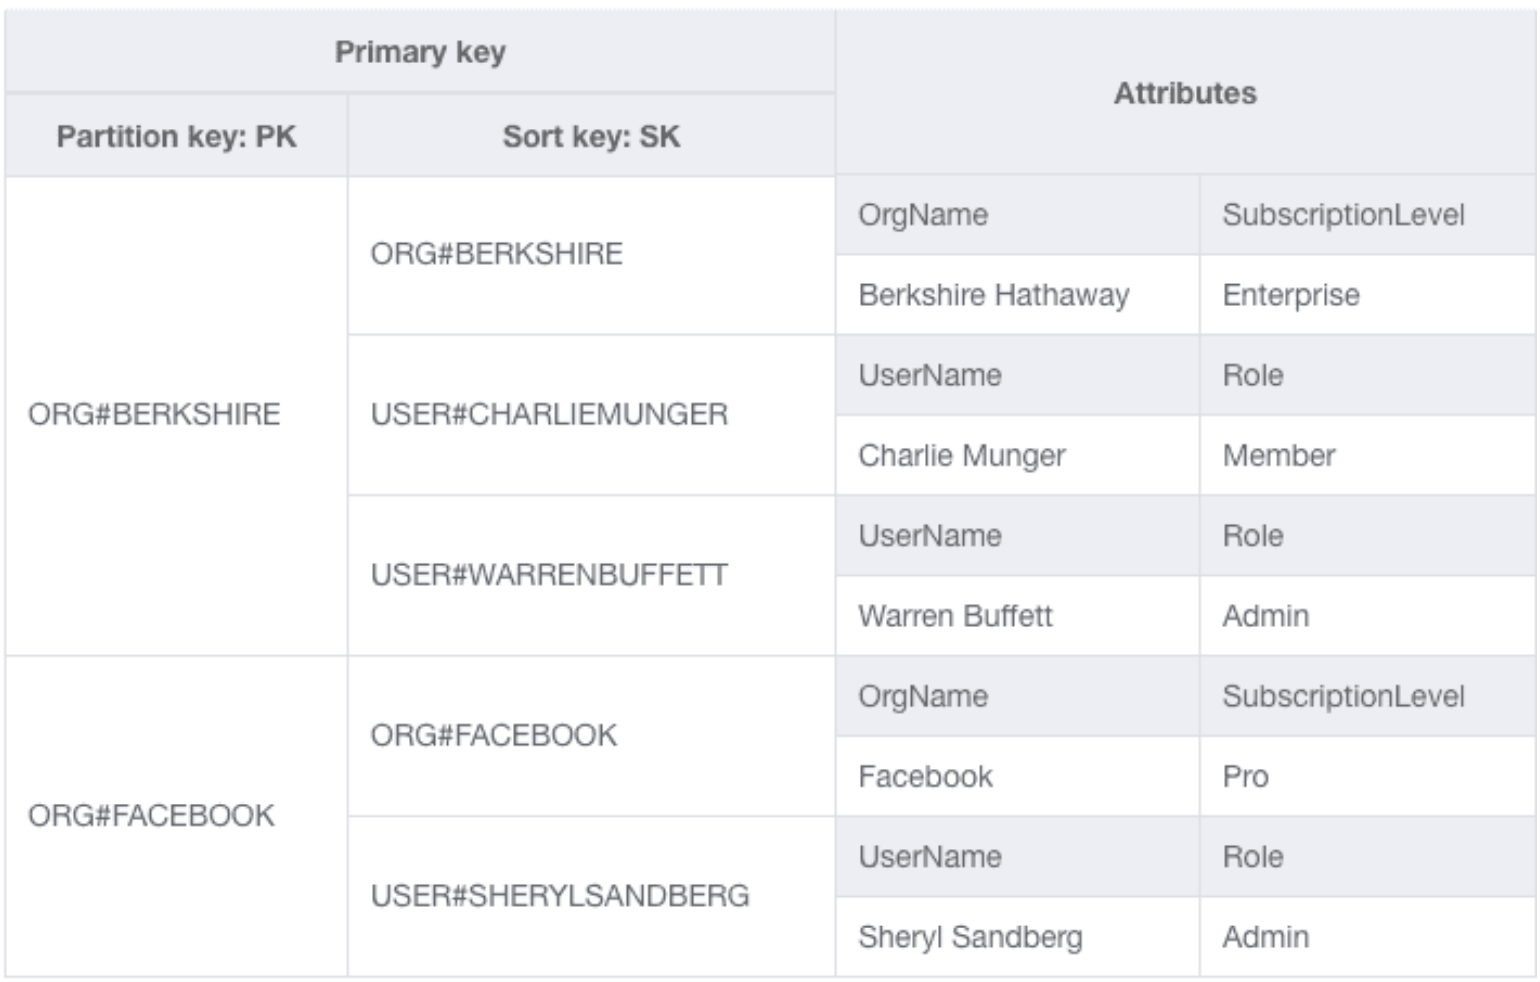 Primary key
Attributes
Partition key: PK
Sort key: SK
ORG#BERKSHIRE
ORG#BERKSHIRE
OrgName
SubscriptionLevel
Berkshire Hathaway
Enterprise
USER#CHARLIEMUNGER
UserName
Role
Charlie Munger
Member
USER#WARRENBUFFETT
UserName
Role
Warren Buffett
Admin
ORG#FACEBOOK
ORG#FACEBOOK
OrgName
SubscriptionLevel
Facebook
Pro
USER#SHERYLSANDBERG
UserName
Role
Sheryl Sandberg
Admin